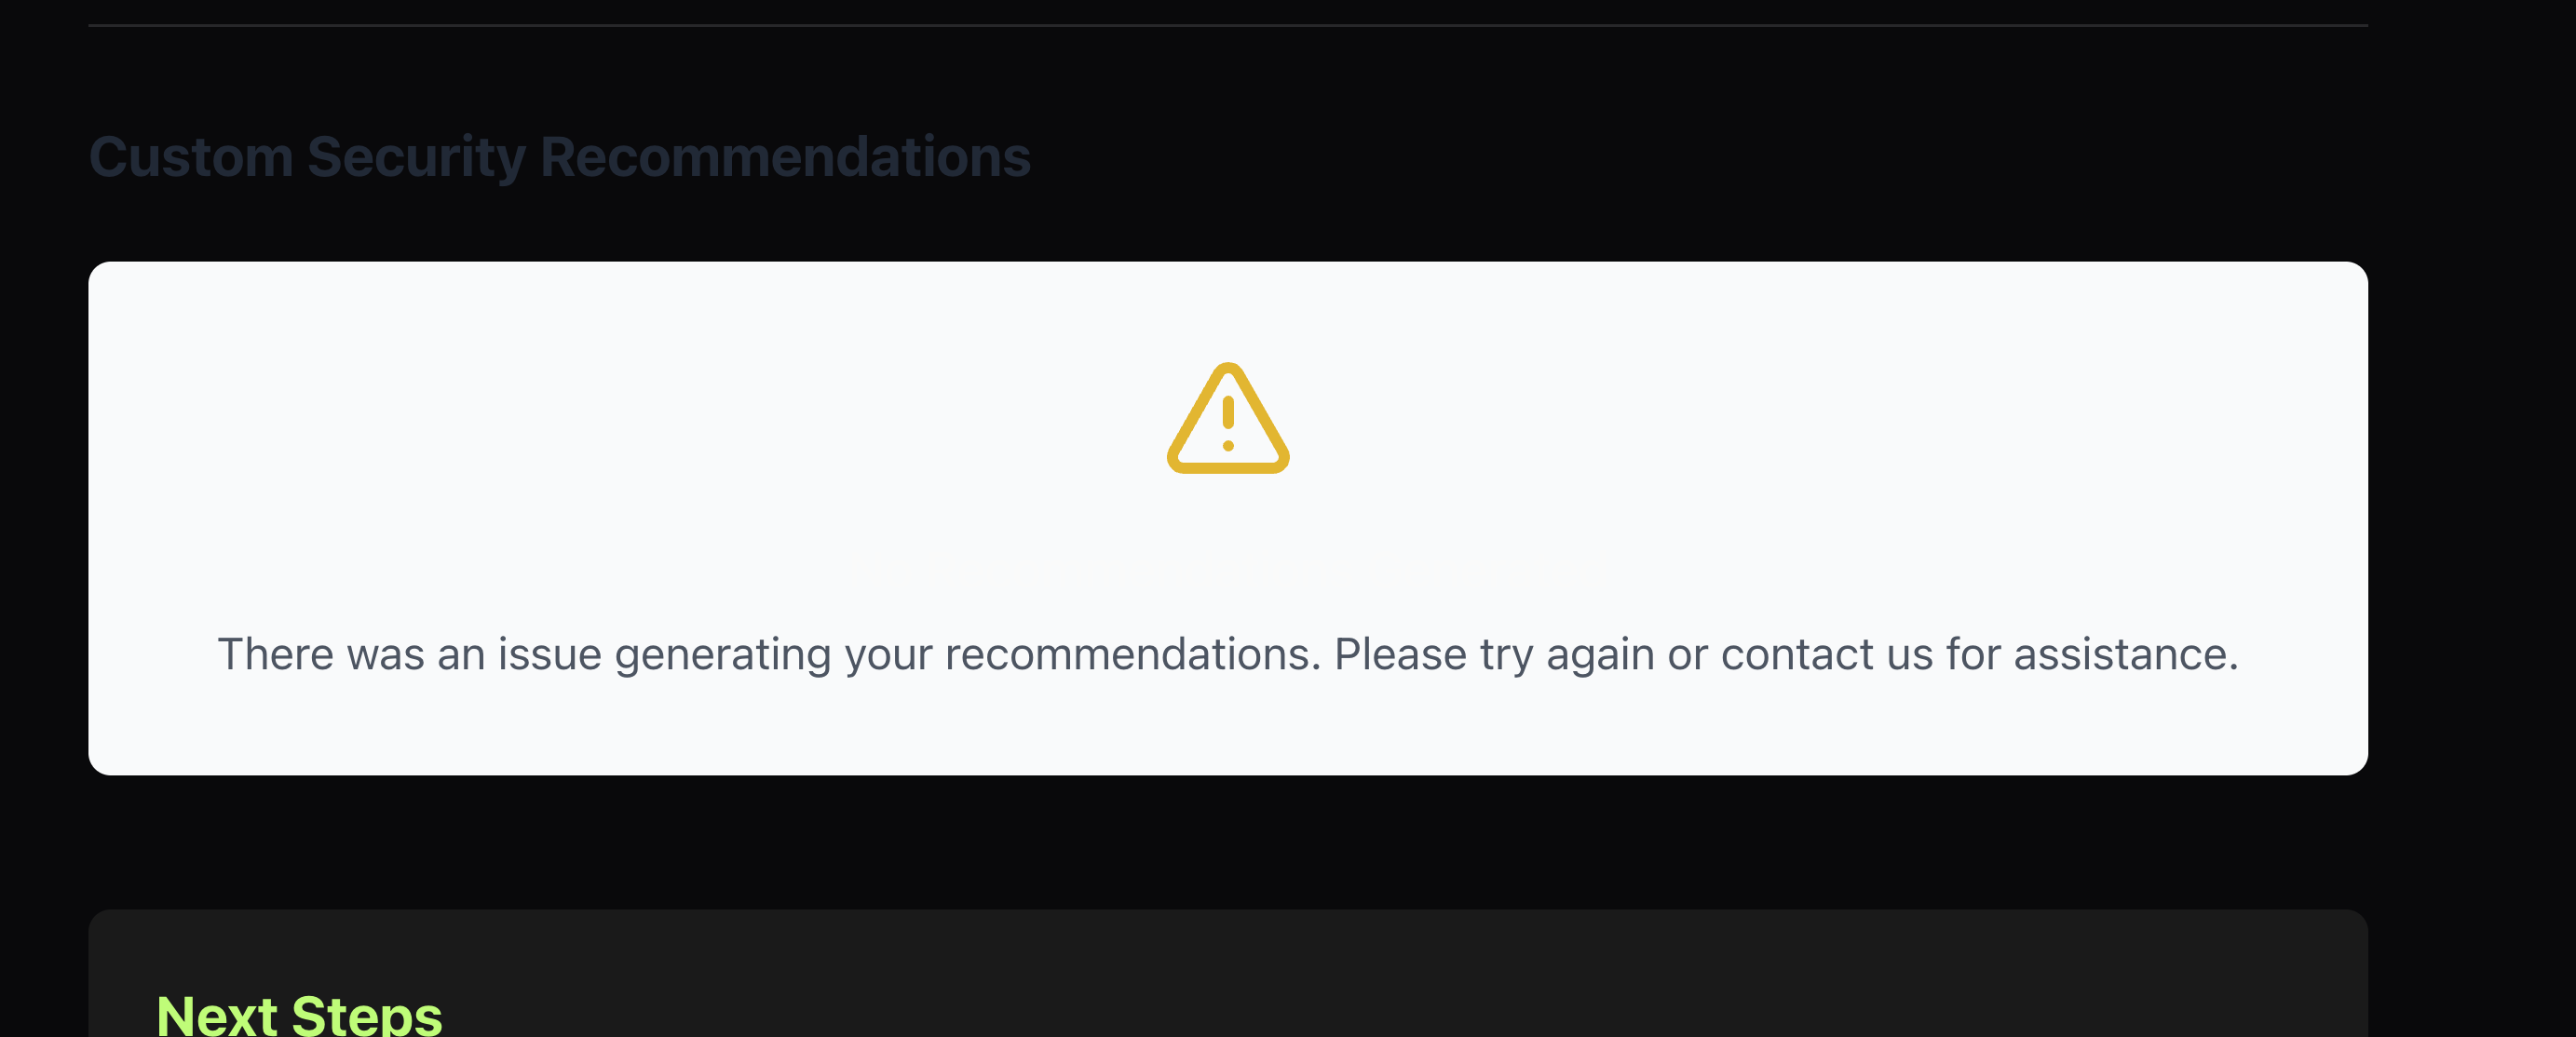 Custom Security Recommendations
There was an issue generating your recommendations. Please try again or contact us for assistance.
Next Steps